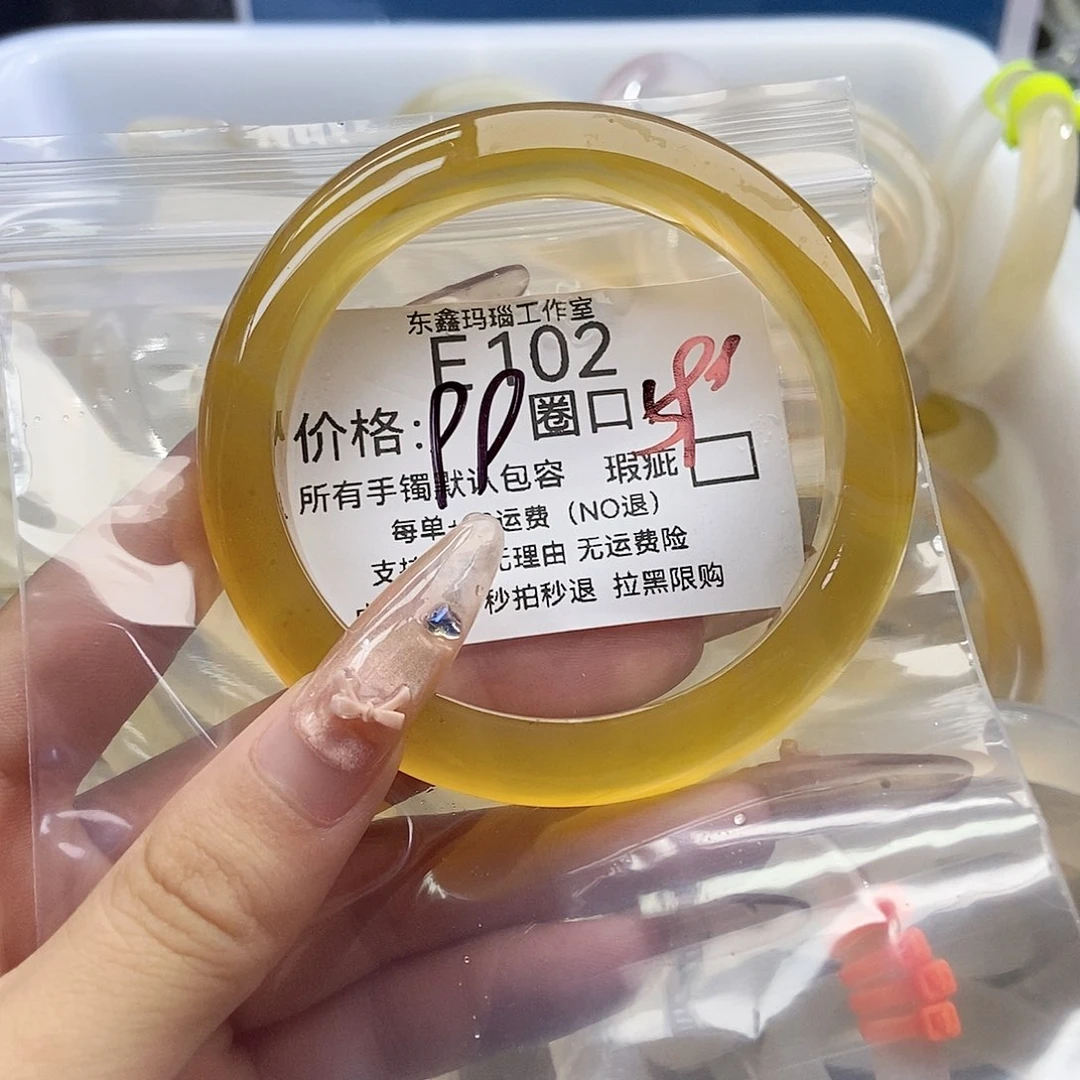 东鑫玛瑙工作室
E102
价格: 圈口
所有手镯默认包容 瑕疵
每单 运费（NO退）
支 理由 无运费险
秒拍秒退 拉黑限购